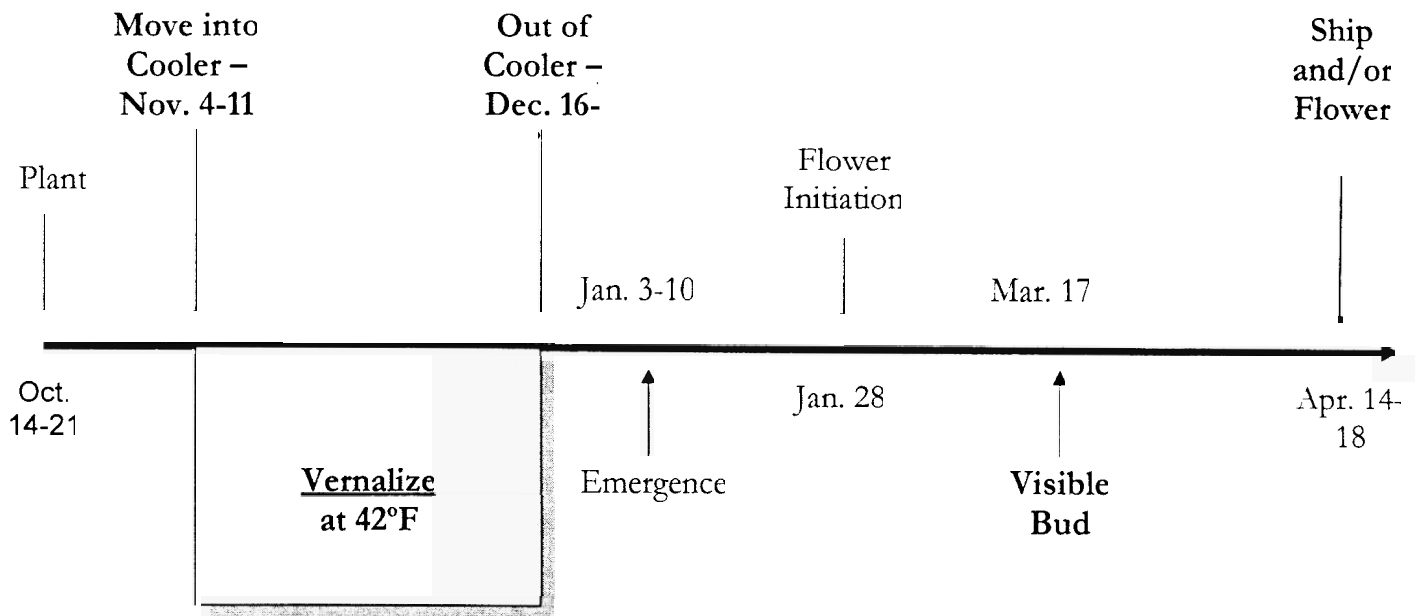 Move into
Cooler –
Nov. 4-11
Out of
Cooler –
Dec. 16-
Ship
and/or
Flower
Plant
Flower
Initiation
Jan. 3-10
Mar. 17
Oct.
14-21
Jan. 28
Apr. 14-
18
Vernalize
at 42°F
Emergence
Visible
Bud